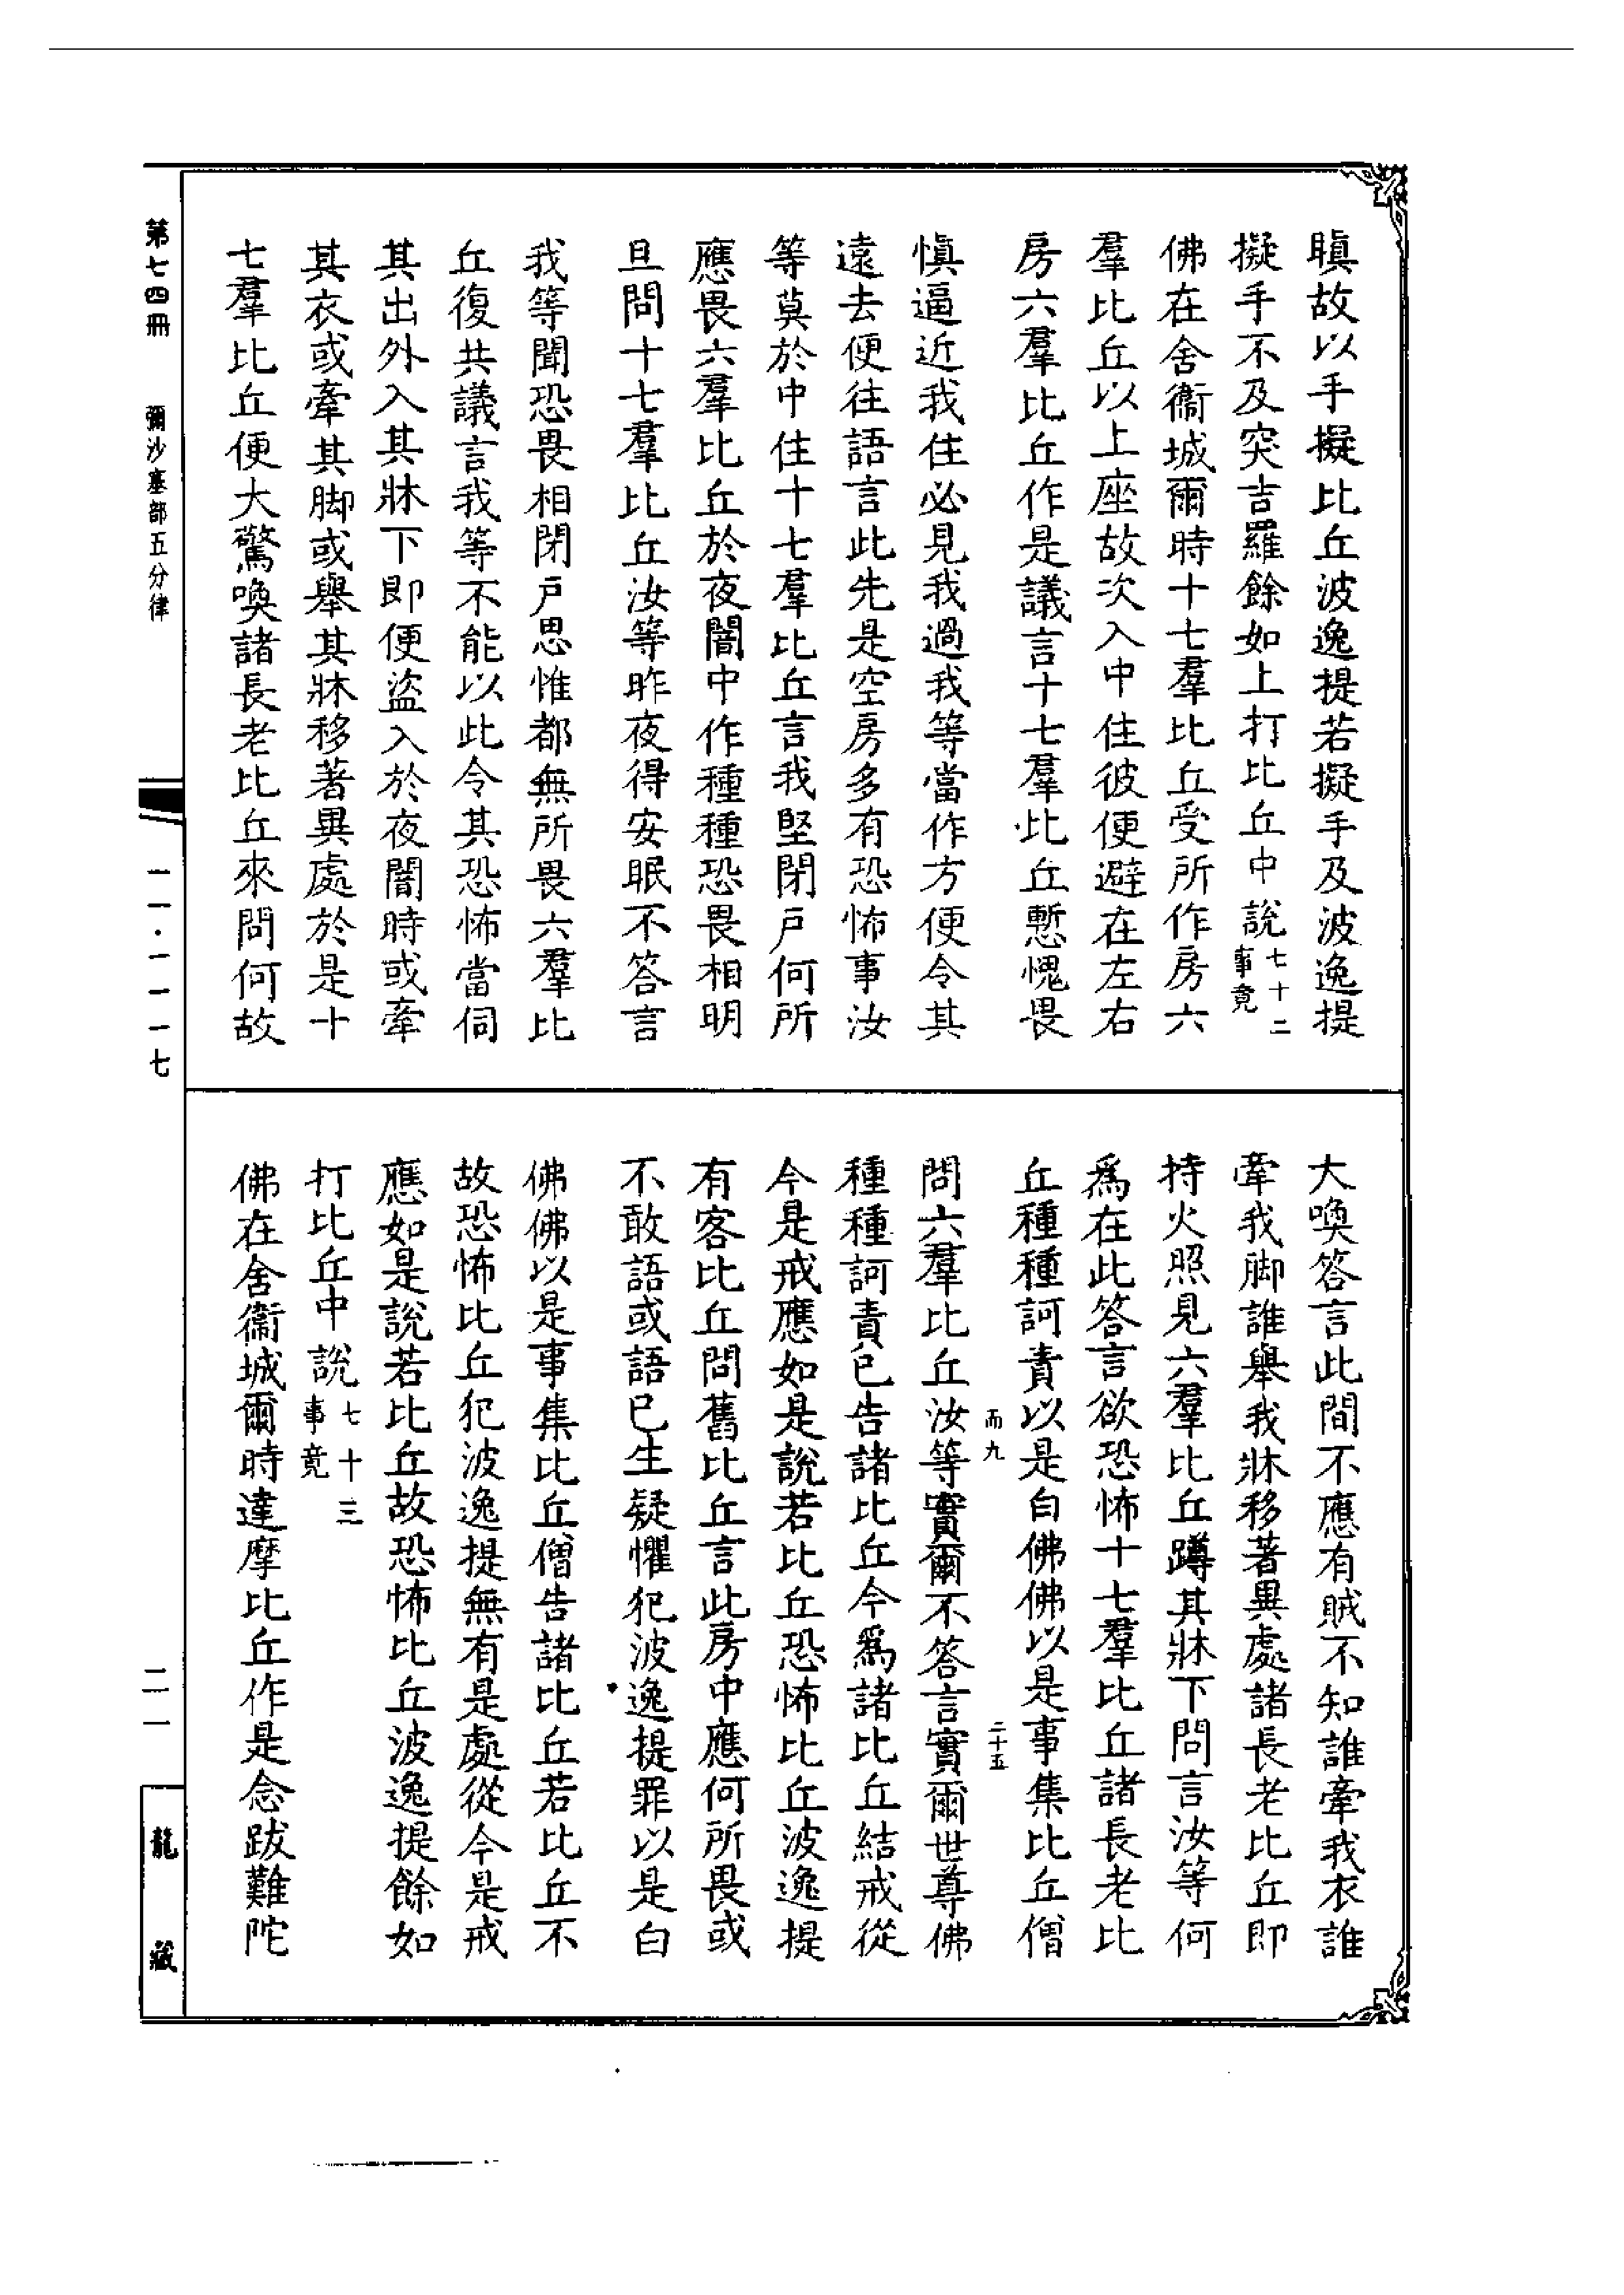 瞋故以手擬比丘波逸提若擬手及波逸提
擬手不及突吉羅餘如上打比丘中說七十二事竟
佛在舍衞城爾時十七羣比丘受所作房六
羣比丘以上座故次入中住彼便避在左右
房六羣比丘作是議言十七羣比丘慙愧畏
慎逼近我住必見我過我等當作方便令其
遠去便往語言此先是空房多有恐怖事汝
等莫於中住十七羣比丘言我堅閉戸何所
應畏六羣比丘於夜闇中作種種恐畏相明
旦問十七羣比丘汝等昨夜得安眠不答言
我等聞恐畏相閉戸思惟都無所畏六羣比
丘復共議言我等不能以此令其恐怖當伺
其出外入其牀下即便盜入於夜闇時或牽
其衣或牽其脚或舉其牀移著異處於是十
七羣比丘便大驚喚諸長老比丘來問何故
大喚答言此間不應有賊不知誰牽我衣誰
牽我脚誰舉我牀移著異處諸長老比丘即
持火照見六羣比丘蹲其牀下問言汝等何
爲在此答言欲恐怖十七羣比丘諸長老比
丘種種訶責以是白佛佛以是事集比丘僧
而九
二十五
問六羣比丘汝等實爾不答言實爾世尊佛
種種訶責已告諸比丘今爲諸比丘結戒從
今是戒應如是說若比丘恐怖比丘波逸提
有客比丘問舊比丘言此房中應何所畏或
不敢語或語已生疑懼犯波逸提罪以是白
佛佛以是事集比丘僧告諸比丘若比丘不
故恐怖比丘犯波逸提無有是處從今是戒
應如是說若比丘故恐怖比丘波逸提餘如
打比丘中說七十三事竟
佛在舍衞城爾時達摩比丘作是念跋難陀
第七四冊
彌沙塞部五分律
一一·一一一七
二一
龍藏